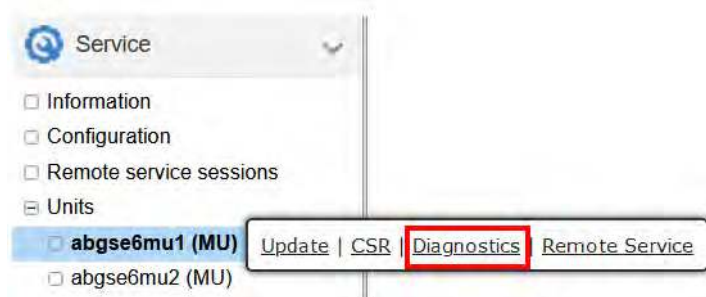 Service
Information
Configuration
Remote service sessions
Units
abgse6mu1 (MU)
Update | CSR | Diagnostics | Remote Service
abgse6mu2 (MU)